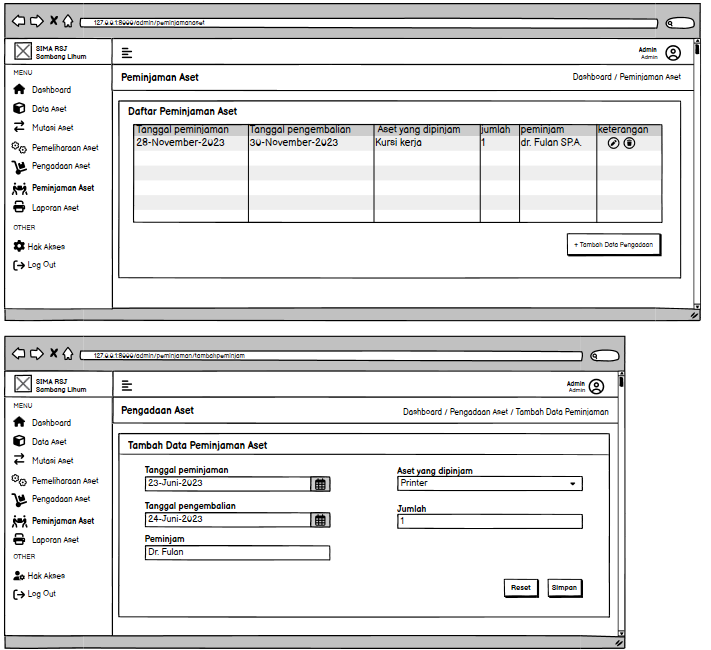 127.0.0.1:8000/admin/peminjamanaset
SIMA RSJ
Sambang Lihum
Admin
Admin
MENU
Dashboard
Data Aset
Mutasi Aset
Pemeliharaan Aset
Pengadaan Aset
Peminjaman Aset
Laporan Aset
OTHER
Hak Akses
Log Out
Peminjaman Aset
Dashboard / Peminjaman Aset
Daftar Peminjaman Aset
Tanggal peminjaman Tanggal pengembalian Aset yang dipinjam jumlah peminjam keterangan
28-November-2023 30-November-2023 Kursi kerja 1 dr. Fulan SP.A.
+ Tambah Data Pengadaan
127.0.0.1:8000/admin/peminjaman/tambahpeminjam
SIMA RSJ
Sambang Lihum
Admin
Admin
MENU
Dashboard
Data Aset
Mutasi Aset
Pemeliharaan Aset
Pengadaan Aset
Peminjaman Aset
Laporan Aset
OTHER
Hak Akses
Log Out
Pengadaan Aset
Dashboard / Pengadaan Aset / Tambah Data Peminjaman
Tambah Data Peminjaman Aset
Tanggal peminjaman
23-Juni-2023
Tanggal pengembalian
24-Juni-2023
Peminjam
Dr. Fulan
Aset yang dipinjam
Printer
Jumlah
1
Reset
Simpan